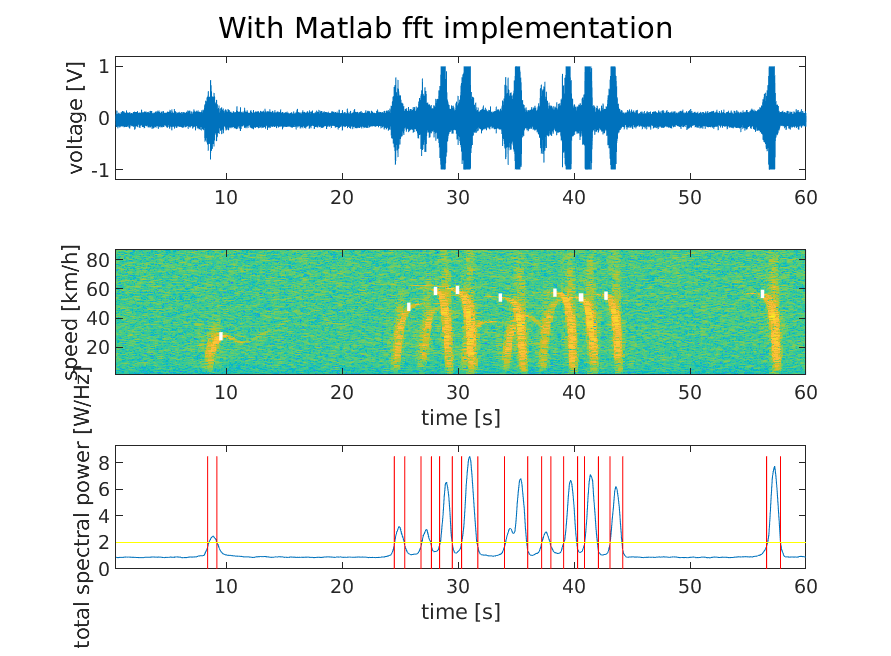 With Matlab fft implementation
voltage [V]
1
0
-1
10 20 30 40 50 60
speed [km/h]
80
60
40
20
10 20 30 40 50 60
time [s]
total spectral power [W/Hz]
8
6
4
2
0
10 20 30 40 50 60
time [s]